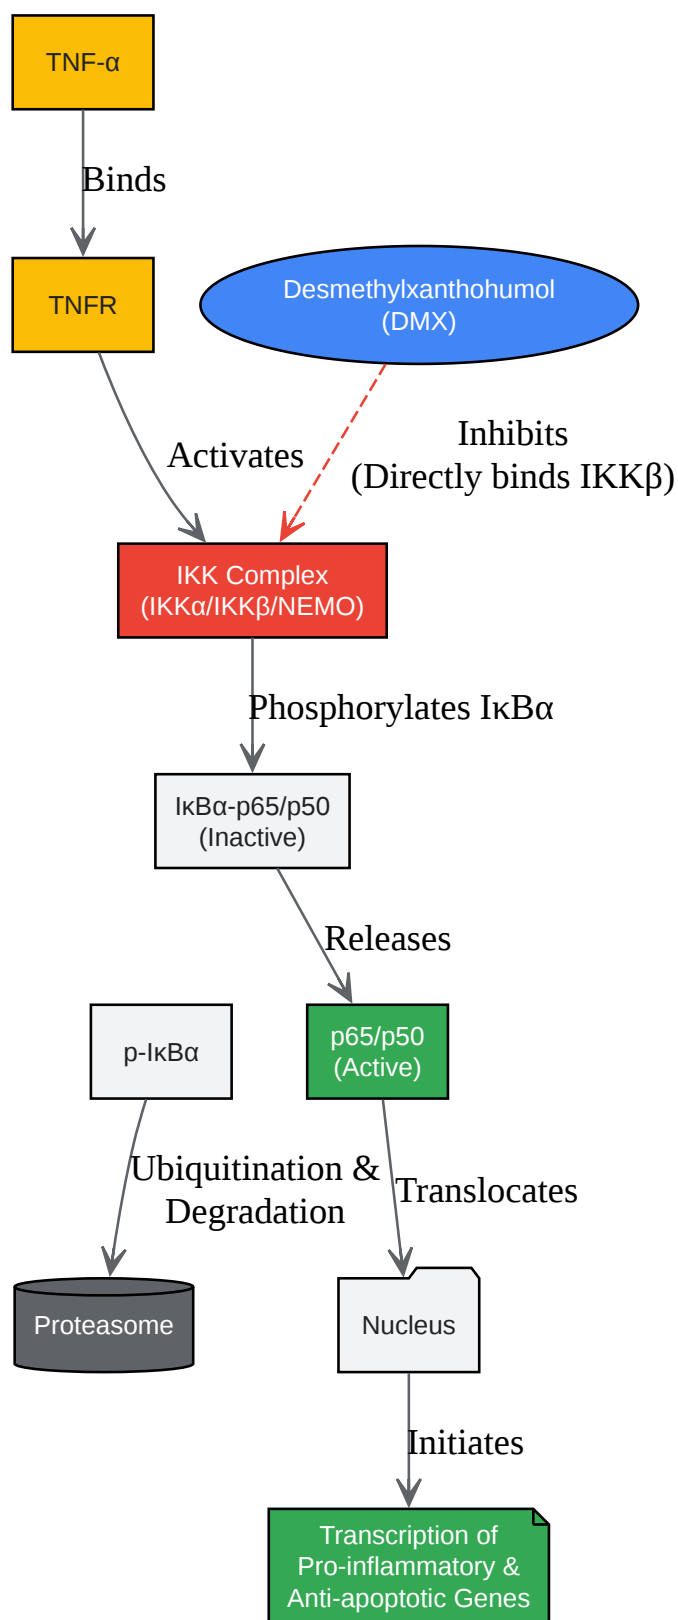 TNF-α
Binds
TNFR
Desmethylxanthohumol
(DMX)
Activates
Inhibits
(Directly binds IKKβ)
IKK Complex
(IKKα/IKKβ/NEMO)
Phosphorylates IκBα
IκBα-p65/p50
(Inactive)
Releases
p-IκBα
p65/p50
(Active)
Ubiquitination &
Degradation
Translocates
Proteasome
Nucleus
Initiates
Transcription of
Pro-inflammatory &
Anti-apoptotic Genes